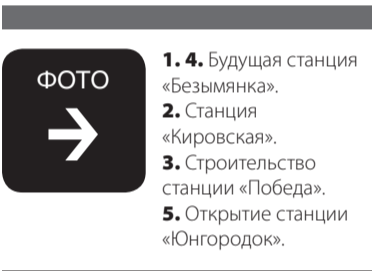 ФОТО
→
1. 4. Будущая станция
«Безымянка».
2. Станция
«Кировская».
3. Строительство
станции «Победа».
5. Открытие станции
«Юнгородок».